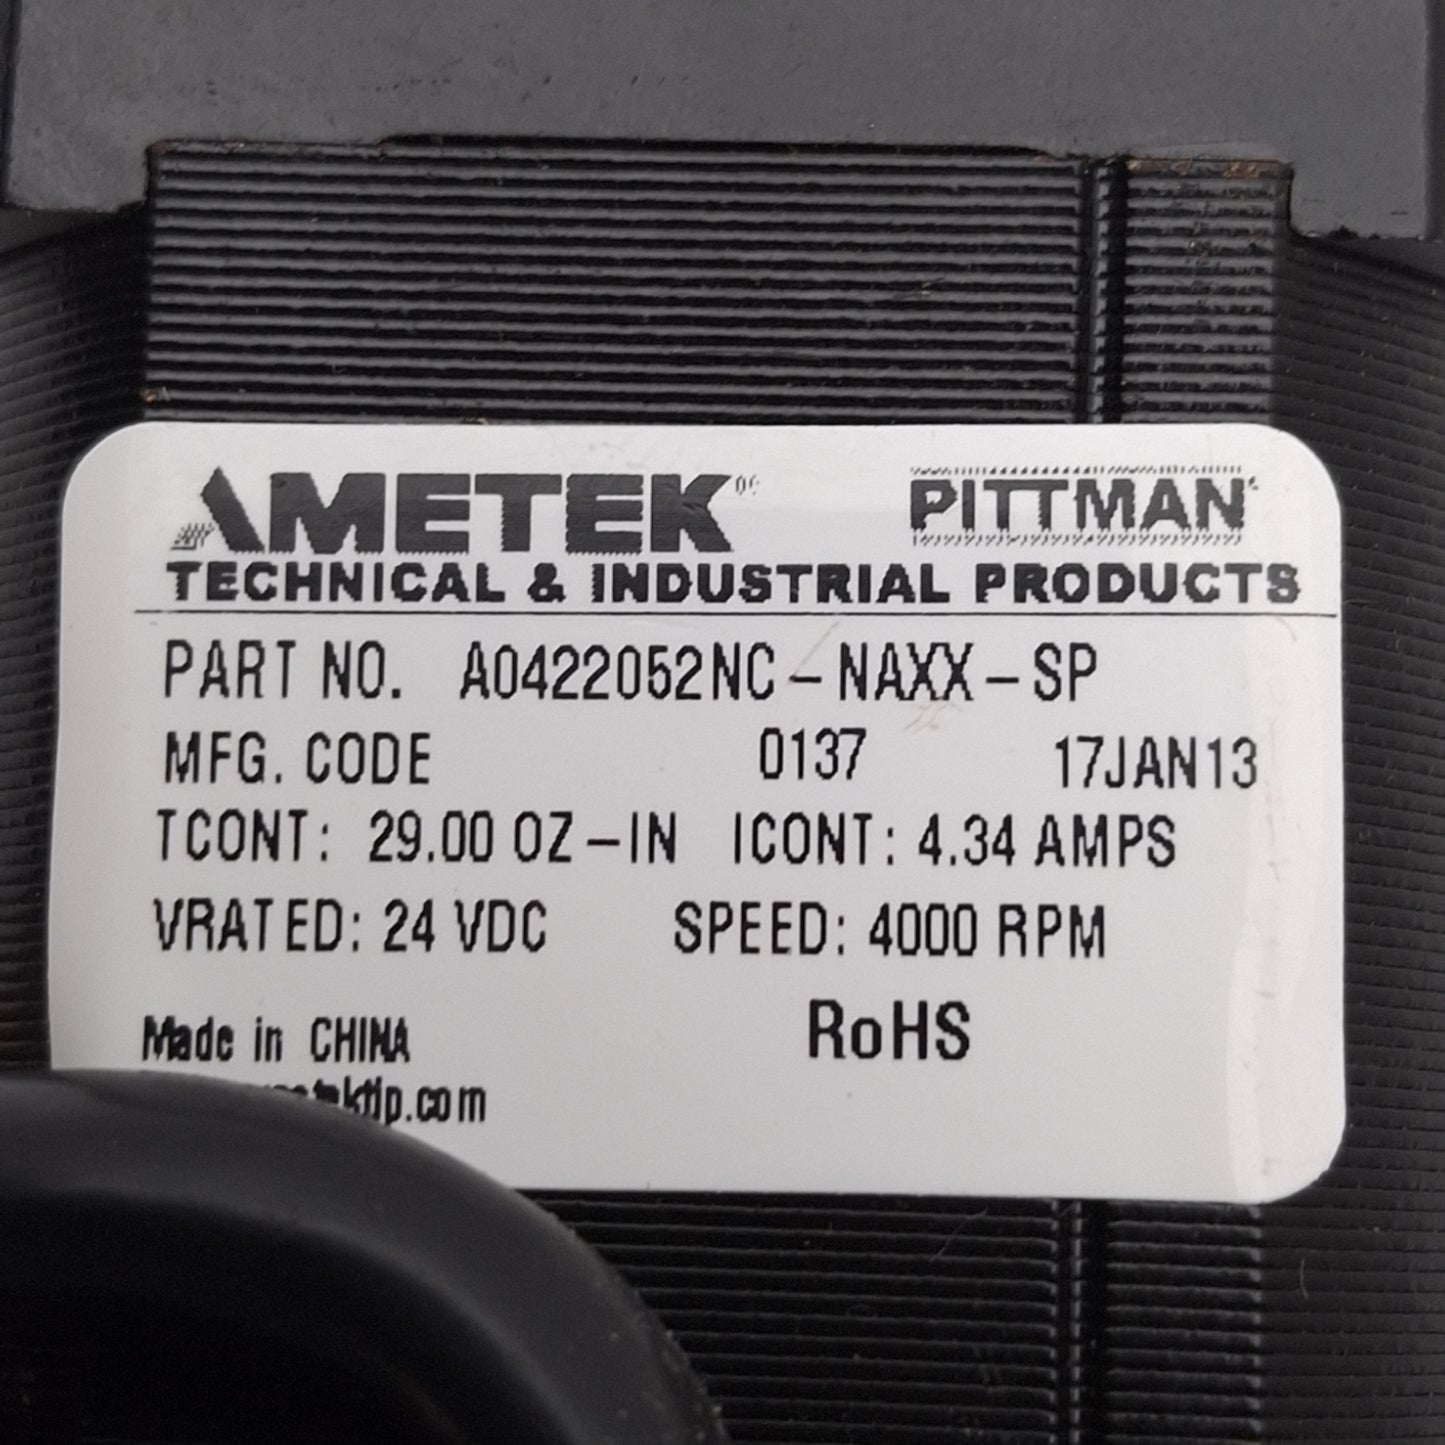 AMETEK PITTMAN
TECHNICAL & INDUSTRIAL PRODUCTS
PART NO. A0422052NC-NAXX-SP
MFG. CODE 0137 17JAN13
TCONT: 29.00 OZ-IN ICONT: 4.34 AMPS
VRATED: 24 VDC SPEED: 4000 RPM
Made in CHINA RoHS